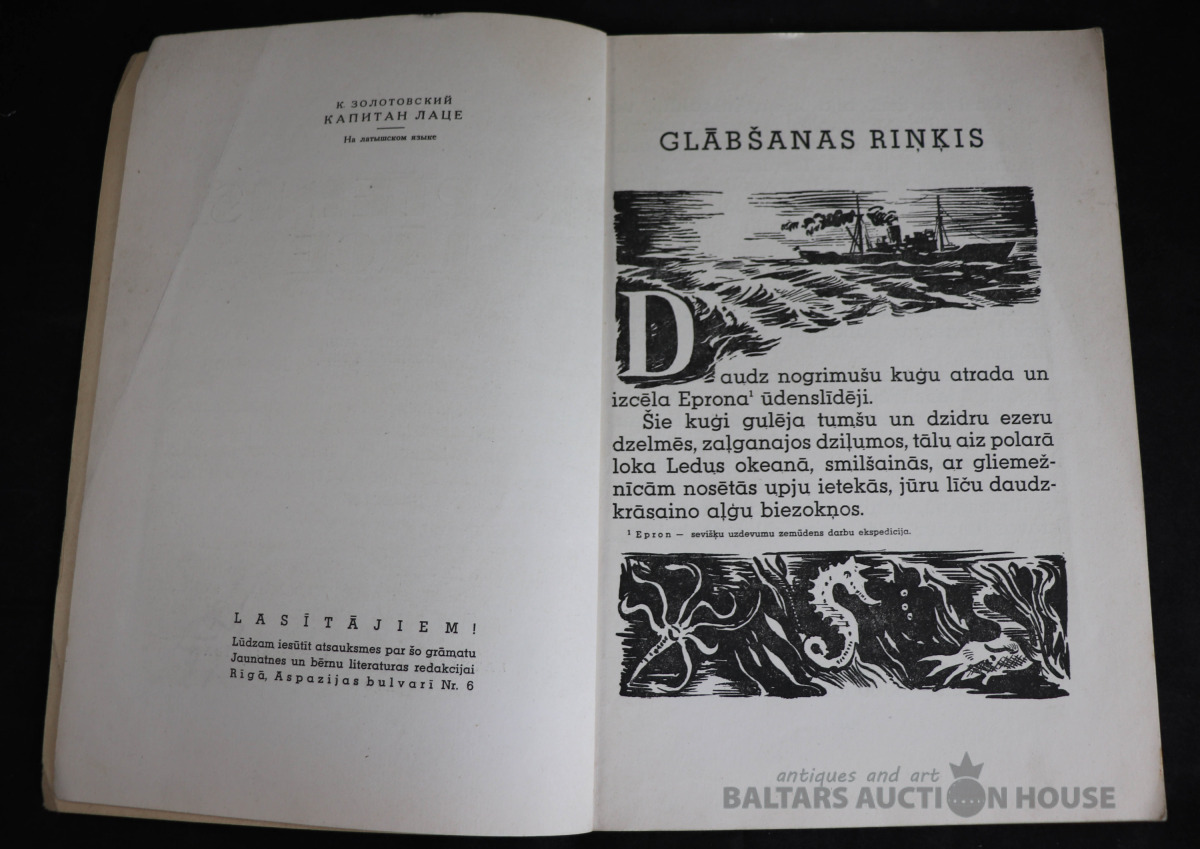 К. ЗОЛОТОВСКИЙ
КАПИТАН ЛАЦЕ
На латышском языке
LASĪTĀJIEM!
Lūdzam iesūtīt atsauksmes par šo grāmatu
Jaunatnes un bērnu literaturas redakcijai
Rīgā, Aspazijas bulvarī Nr. 6
GLĀBŠANAS RIŅĶIS
Daudz nogrimušu kuģu atrada un
izcēla Eprona¹ ūdenslīdēji.
Šie kuģi gulēja tumšu un dzidru ezeru
dzelmēs, zaļganajos dziļumos, tālu aiz polarā
loka Ledus okeanā, smilšainās, ar gliemež-
nīcām nosētās upju ietekās, jūru līču daudz-
krāsaino aļģu biezokņos.
¹ Epron — sevišķu uzdevumu zemūdens darbu ekspedicija.
antiques and art
BALTARS AUCTION HOUSE